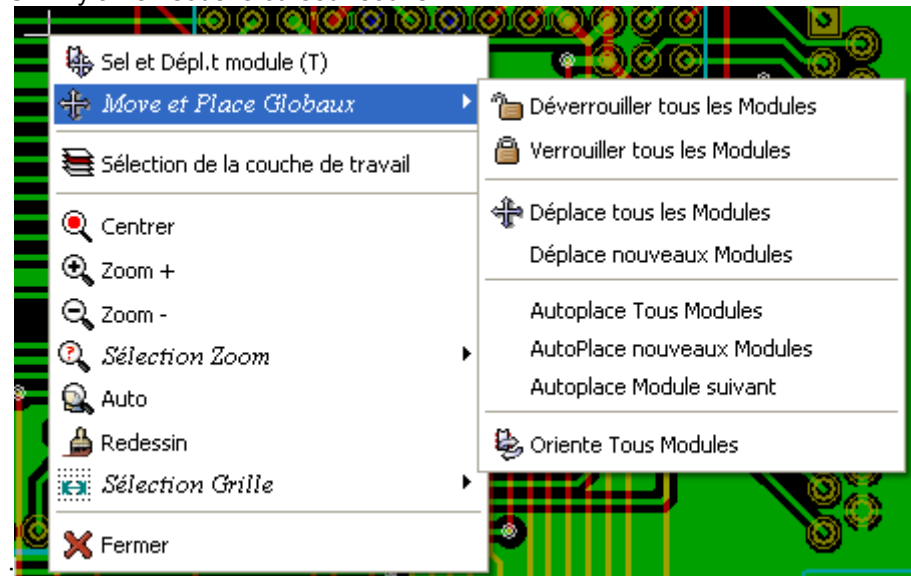 Sel et Dépl.t module (T)
Move et Place Globaux
Sélection de la couche de travail
Centrer
Zoom +
Zoom -
Sélection Zoom
Auto
Redessin
Sélection Grille
Fermer
Déverrouiller tous les Modules
Verrouiller tous les Modules
Déplace tous les Modules
Déplace nouveaux Modules
Autoplace Tous Modules
AutoPlace nouveaux Modules
Autoplace Module suivant
Oriente Tous Modules